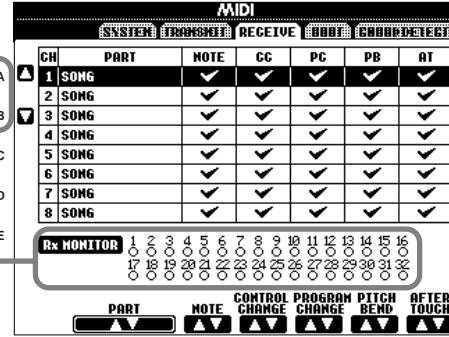 MIDI
SYSTEM TRANSMIT RECEIVE
CH PART NOTE CC PC PB AT
A
1 SONG
2 SONG
B
3 SONG
4 SONG
C
5 SONG
6 SONG
D
7 SONG
8 SONG
E
Rx MONITOR 1 2 3 4 5 6 7 8 9 10 11 12 13 14 15 16
17 18 19 20 21 22 23 24 25 26 27 28 29 30 31 32
PART NOTE CONTROL CHANGE PROGRAM CHANGE PITCH BEND AFTER TOUCH